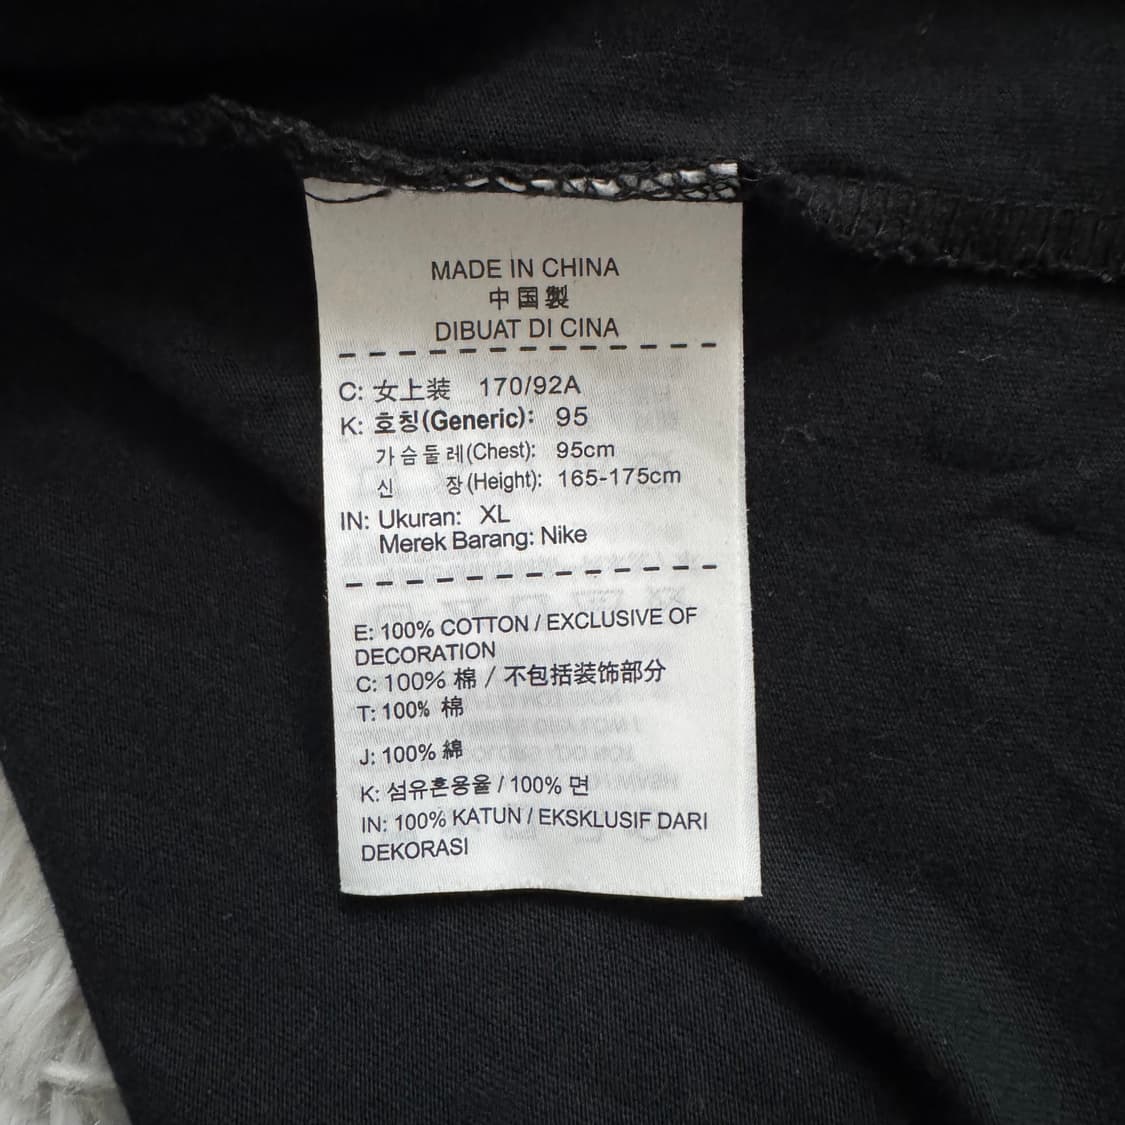 MADE IN CHINA
中国製
DIBUAT DI CINA
C: 女上装 170/92A
K: 호칭(Generic): 95
가슴둘레(Chest): 95cm
신 장(Height): 165-175cm
IN: Ukuran: XL
Merek Barang: Nike
E: 100% COTTON / EXCLUSIVE OF
DECORATION
C: 100% 棉 / 不包括装饰部分
T: 100% 棉
J: 100% 綿
K: 섬유혼용율 / 100% 면
IN: 100% KATUN / EKSKLUSIF DARI
DEKORASI